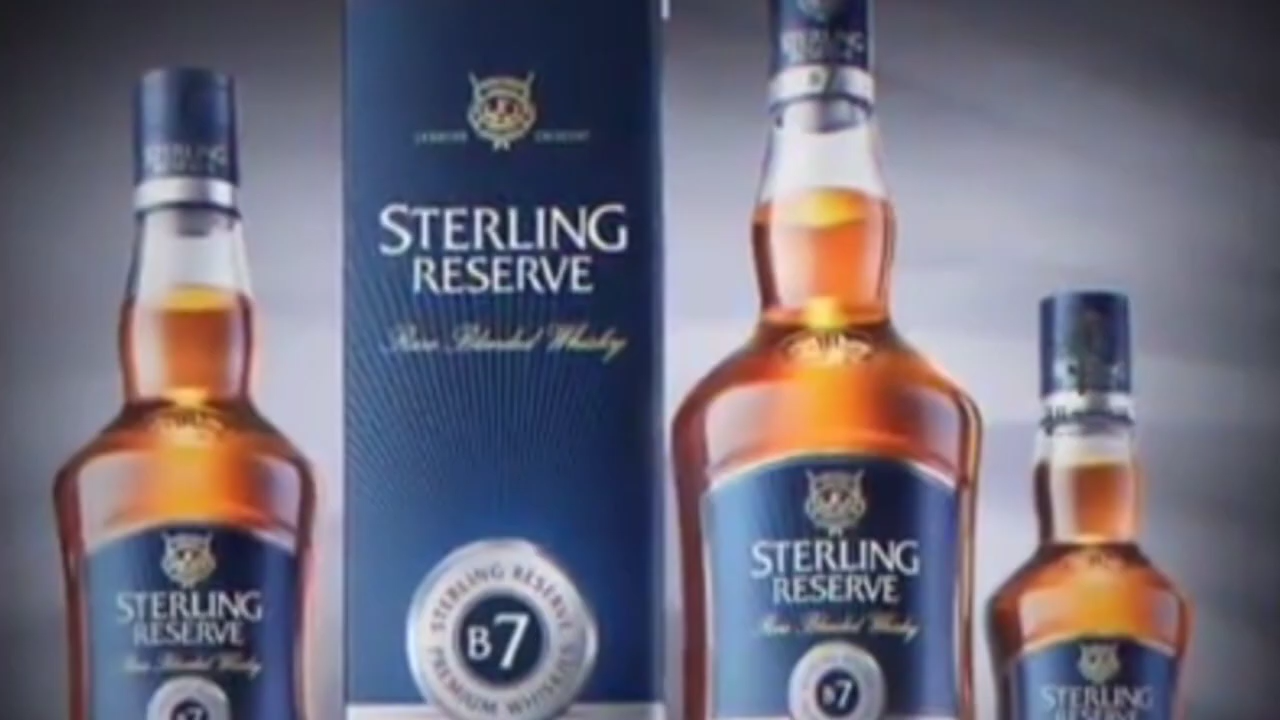 STERLING
RESERVE
Rare Blended Whisky
STERLING RESERVE
B7
PREMIUM WHISKIES
STERLING
RESERVE
Rare Blended Whisky
B7
STERLING
RESERVE
Rare Blended Whisky
B7
STERLING
RESERVE
STERLING